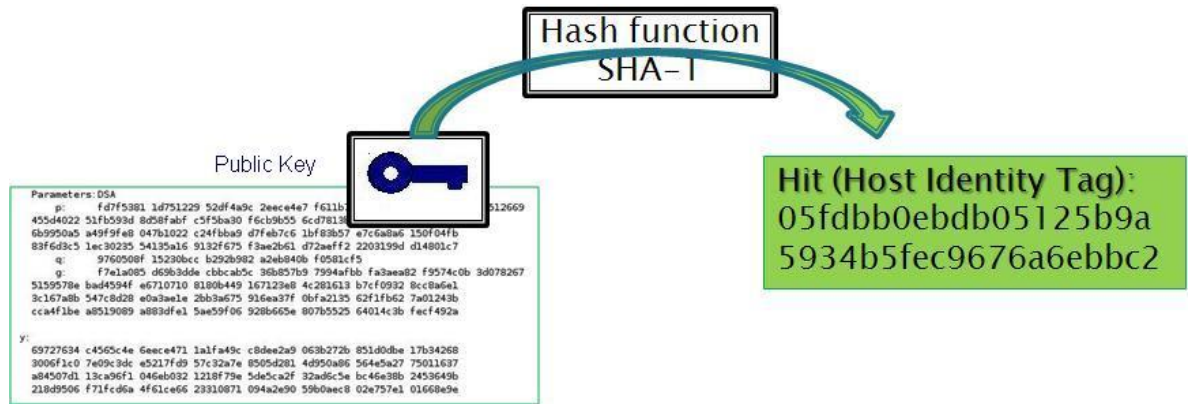 Hash function
SHA-1
Public Key
Hit (Host Identity Tag):
05fdbb0ebdb05125b9a
5934b5fec9676a6ebbc2
Parameters:DSA
p: fd7f5381 1d751229 52df4a9c 2eece4e7 f611b 512669
455d4022 51fb593d 8d58fabf c5f5ba30 f6cb9b55 6cd7813
6b9950a5 a49f9fe8 047b1022 c24fbba9 d7feb7c6 1bf83b57 e7c6a8a6 150f04fb
83f6d3c5 1ec30235 54135a16 9132f675 f3ae2b61 d72aeff2 2203199d d14801c7
q: 9760508f 15230bcc b292b982 a2eb840b f0581cf5
g: f7e1a085 d69b3dde cbbcab5c 36b857b9 7994afbb fa3aea82 f9574c0b 3d078267
5159578e bad4594f e6710710 8180b449 167123e8 4c281613 b7cf0932 8cc8a6e1
3c167a8b 547c8d28 e0a3ae1e 2bb3a675 916ea37f 0bfa2135 62f1fb62 7a01243b
cca4f1be a8519089 a883dfe1 5ae59f06 928b665e 807b5525 64014c3b fecf492a
y:
69727634 c4565c4e 6eece471 1a1fa49c c8dee2a9 063b272b 851d0dbe 17b34268
3006f1c0 7e09c3dc e5217fd9 57c32a7e 8505d281 4d950a86 564e5a27 75011637
a84507d1 13ca96f1 046eb032 1218f79e 5de5ca2f 32ad6c5e bc46e38b 2453649b
218d9506 f71fcd6a 4f61ce66 23310871 094a2e90 59b0aec8 02e757e1 01668e9e